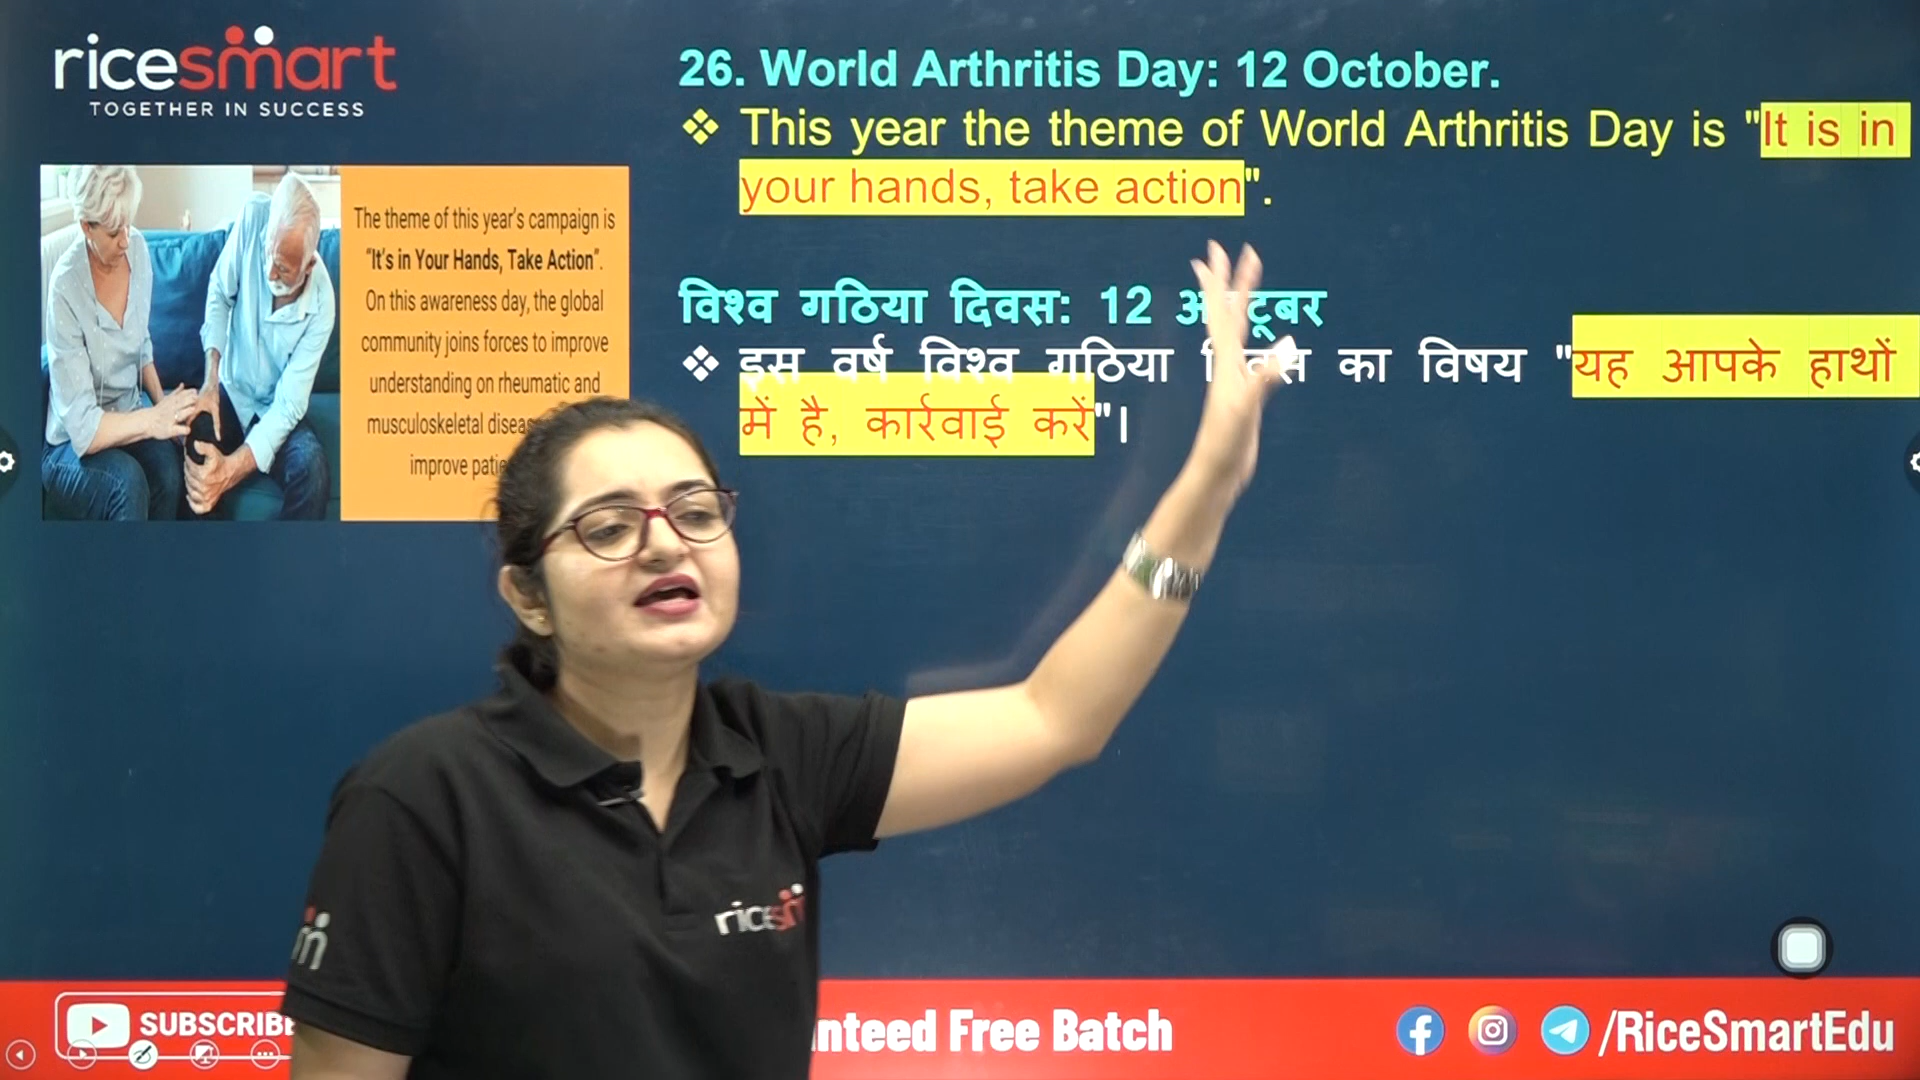 ricesmart
TOGETHER IN SUCCESS
26. World Arthritis Day: 12 October.
❖ This year the theme of World Arthritis Day is "It is in
your hands, take action".
The theme of this year's campaign is
"It's in Your Hands, Take Action".
On this awareness day, the global
community joins forces to improve
understanding on rheumatic and
musculoskeletal
improve
विश्व गठिया दिवस: 12
❖ इस वर्ष विश्व गठिया का विषय "यह आपके हाथों
में है, कार्रवाई करें"।
SUBSCRIBE
Free Batch
/RiceSmartEdu